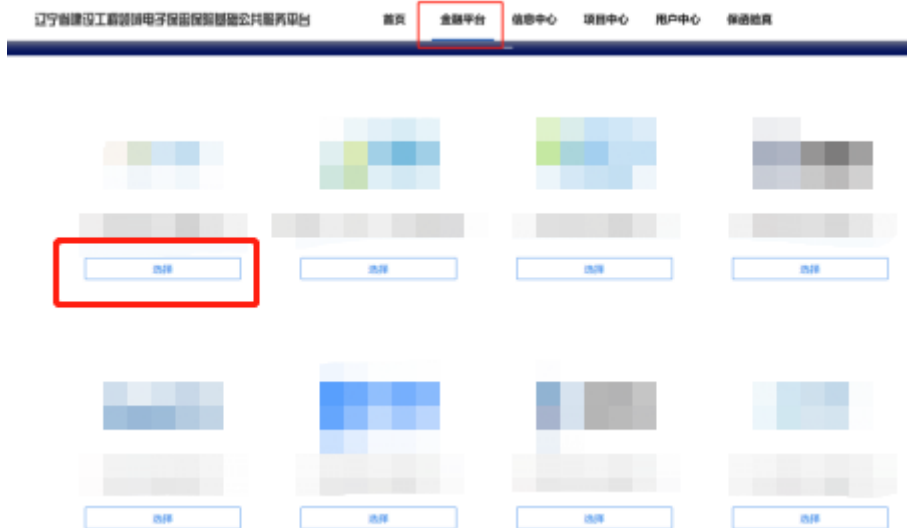 辽宁省建设工程领域电子保函保险基础公共服务平台 首页 金融平台 信息中心 项目中心 用户中心 保函验真
选择 选择 选择 选择
选择 选择 选择 选择